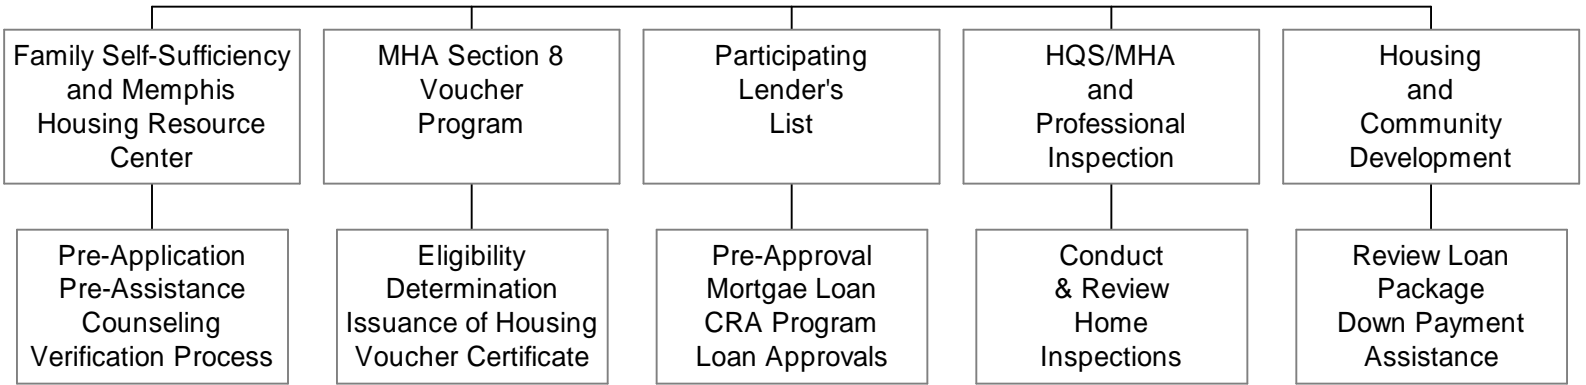 Family Self-Sufficiency
and Memphis
Housing Resource
Center
MHA Section 8
Voucher
Program
Participating
Lender's
List
HQS/MHA
and
Professional
Inspection
Housing
and
Community
Development
Pre-Application
Pre-Assistance
Counseling
Verification Process
Eligibility
Determination
Issuance of Housing
Voucher Certificate
Pre-Approval
Mortgae Loan
CRA Program
Loan Approvals
Conduct
& Review
Home
Inspections
Review Loan
Package
Down Payment
Assistance